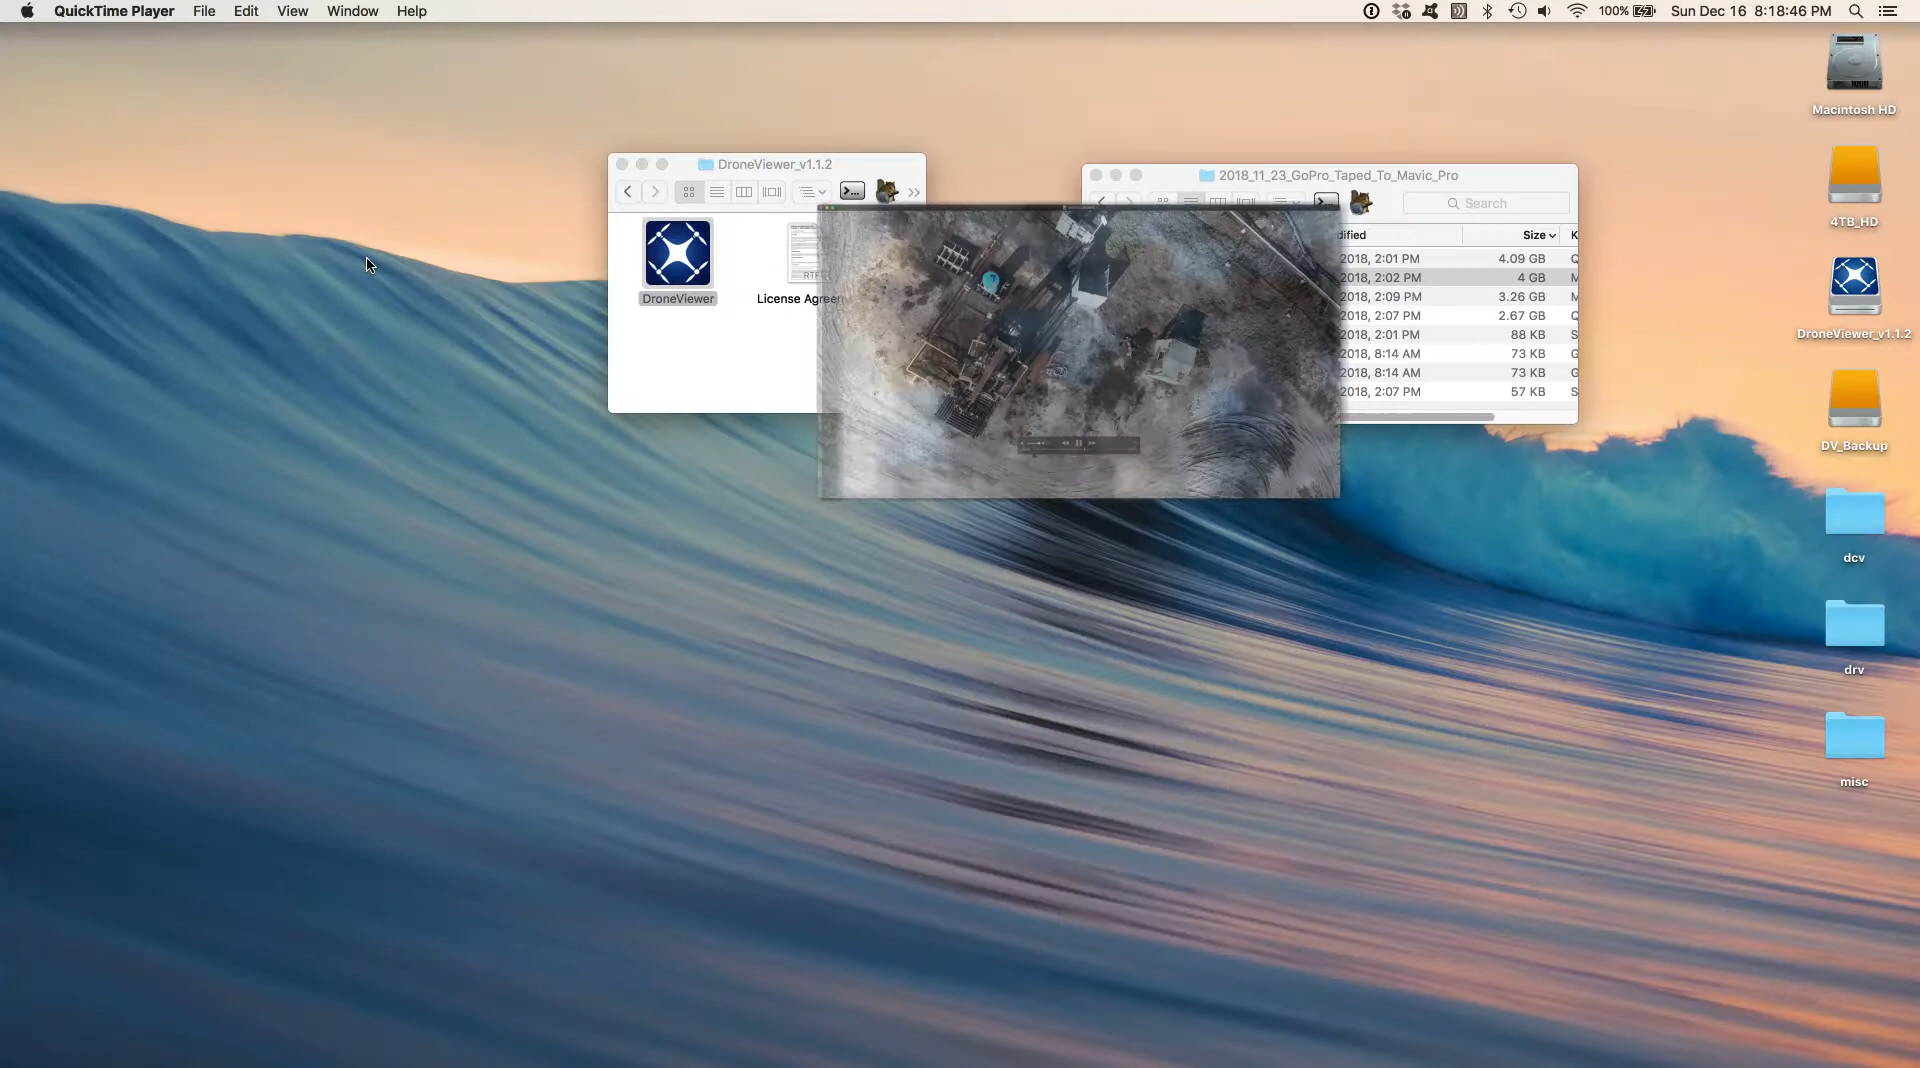 QuickTime Player File Edit View Window Help 100% Sun Dec 16 8:18:46 PM
Macintosh HD
4TB_HD
DroneViewer_v1.1.2
DV_Backup
dcv
drv
misc
DroneViewer_v1.1.2
DroneViewer
RTF
License Agreen
2018_11_23_GoPro_Taped_To_Mavic_Pro
Search
dified Size K
2018, 2:01 PM 4.09 GB Q
2018, 2:02 PM 4 GB M
2018, 2:09 PM 3.26 GB M
2018, 2:07 PM 2.67 GB Q
2018, 2:01 PM 88 KB S
2018, 8:14 AM 73 KB G
2018, 8:14 AM 73 KB G
2018, 2:07 PM 57 KB S